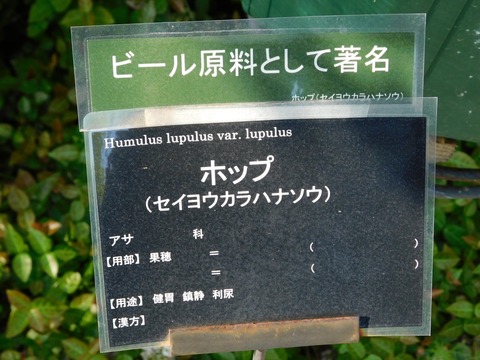 ビール原料として著名
ホップ(セイヨウカラハナソウ)
Humulus lupulus var. lupulus
ホップ
(セイヨウカラハナソウ)
アサ 科
【用部】 果穂 = ( )
= ( )
【用途】 健胃 鎮静 利尿
【漢方】